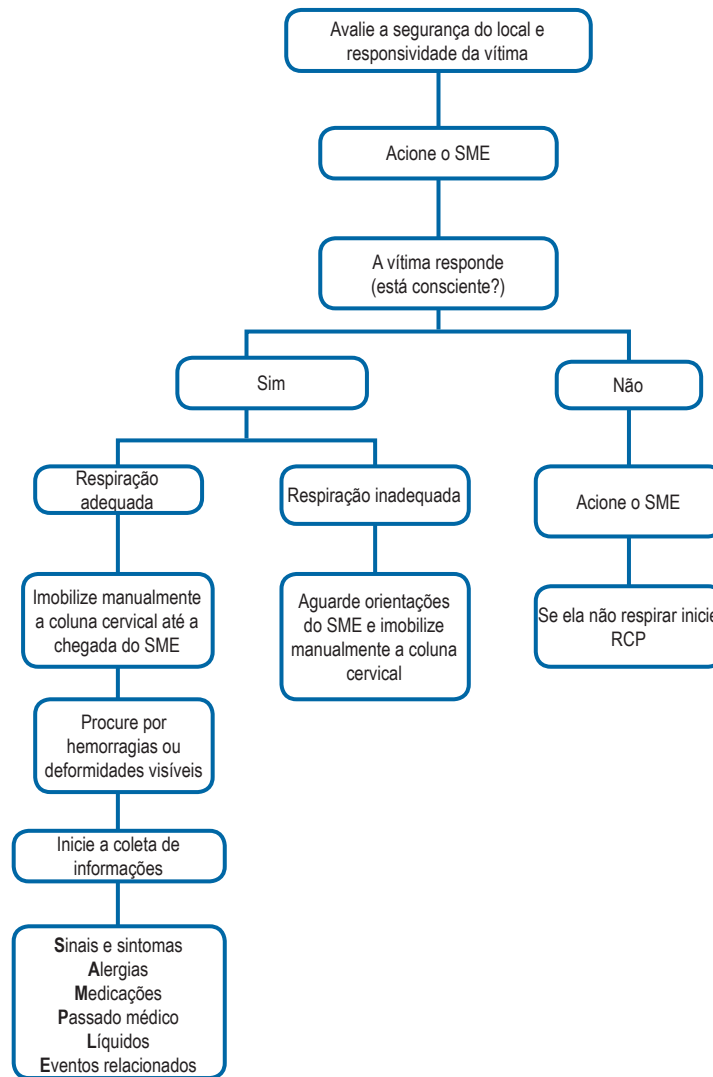 Avalie a segurança do local e
responsividade da vítima
Acione o SME
A vítima responde
(está consciente?)
Sim
Não
Respiração
adequada
Respiração inadequada
Acione o SME
Imobilize manualmente
a coluna cervical até a
chegada do SME
Aguarde orientações
do SME e imobilize
manualmente a coluna
cervical
Se ela não respirar inicie
RCP
Procure por
hemorragias ou
deformidades visíveis
Inicie a coleta de
informações
Sinais e sintomas
Alergias
Medicações
Passado médico
Líquidos
Eventos relacionados